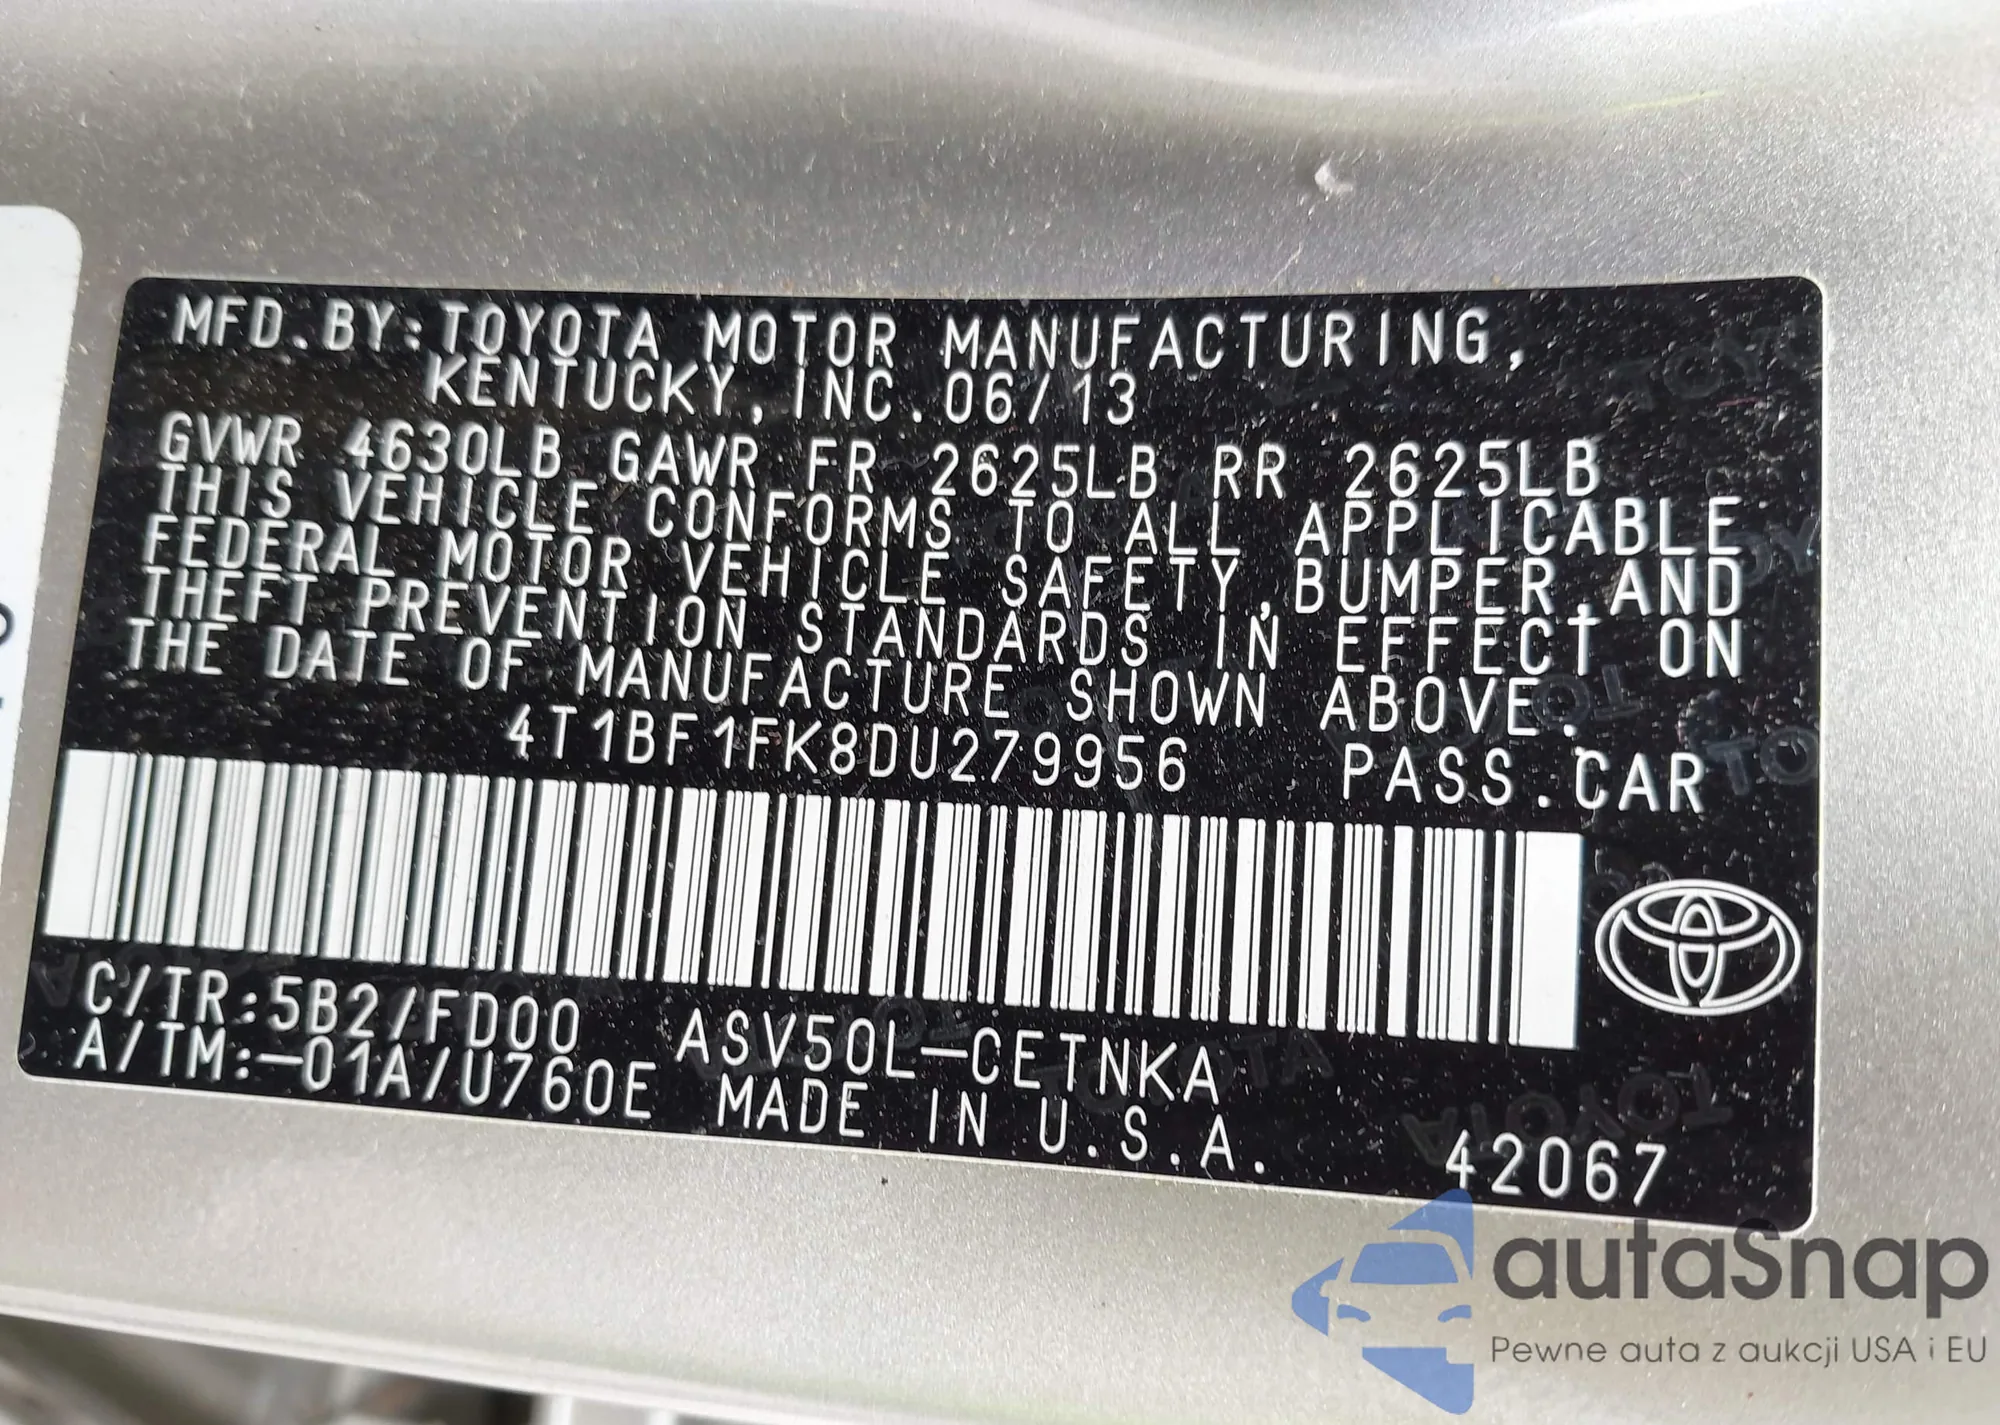 MFD.BY:TOYOTA MOTOR MANUFACTURING,
KENTUCKY, INC. 06/13
GVWR 4630LB GAWR FR 2625LB RR 2625LB
THIS VEHICLE CONFORMS TO ALL APPLICABLE
FEDERAL MOTOR VEHICLE SAFETY,BUMPER,AND
THEFT PREVENTION STANDARDS IN EFFECT ON
THE DATE OF MANUFACTURE SHOWN ABOVE.
4T1BF1FK8DU279956 PASS.CAR
C/TR:5B2/FD00 ASV50L-CETNKA
A/TM:-01A/U760E MADE IN U.S.A.
42067
autaSnap
Pewne auta z aukcji USA i EU